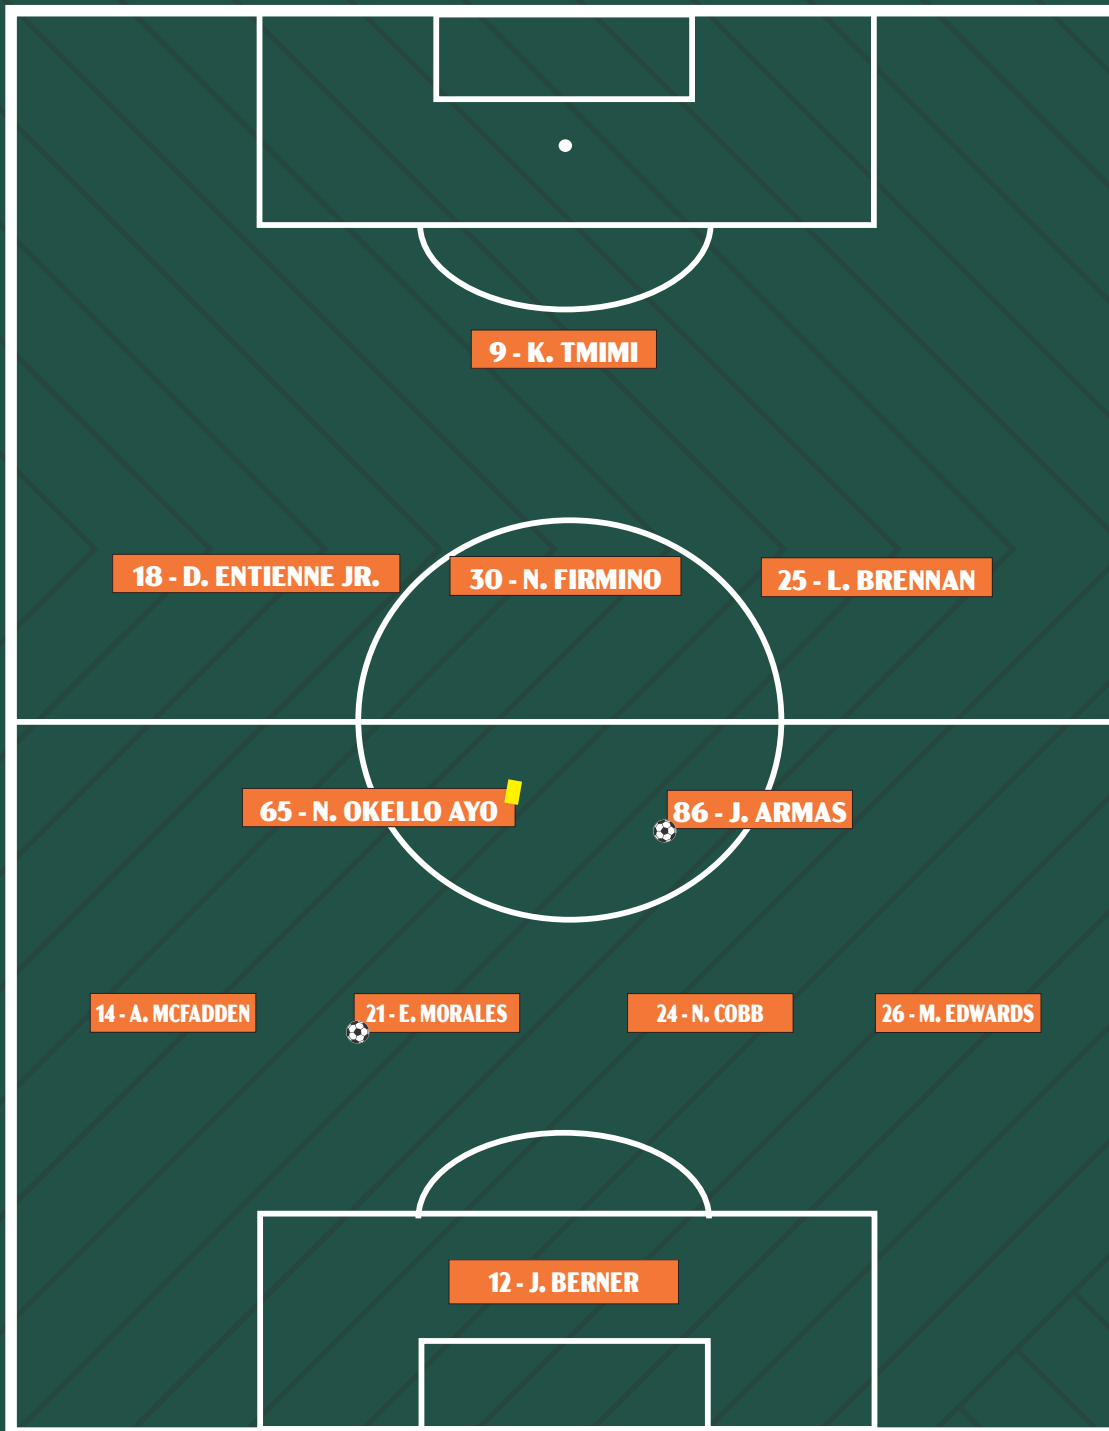 9 - K. TMIMI
18 - D. ENTIENNE JR.
30 - N. FIRMINO
25 - L. BRENNAN
65 - N. OKELLO AYO
86 - J. ARMAS
14 - A. MCFADDEN
21 - E. MORALES
24 - N. COBB
26 - M. EDWARDS
12 - J. BERNER